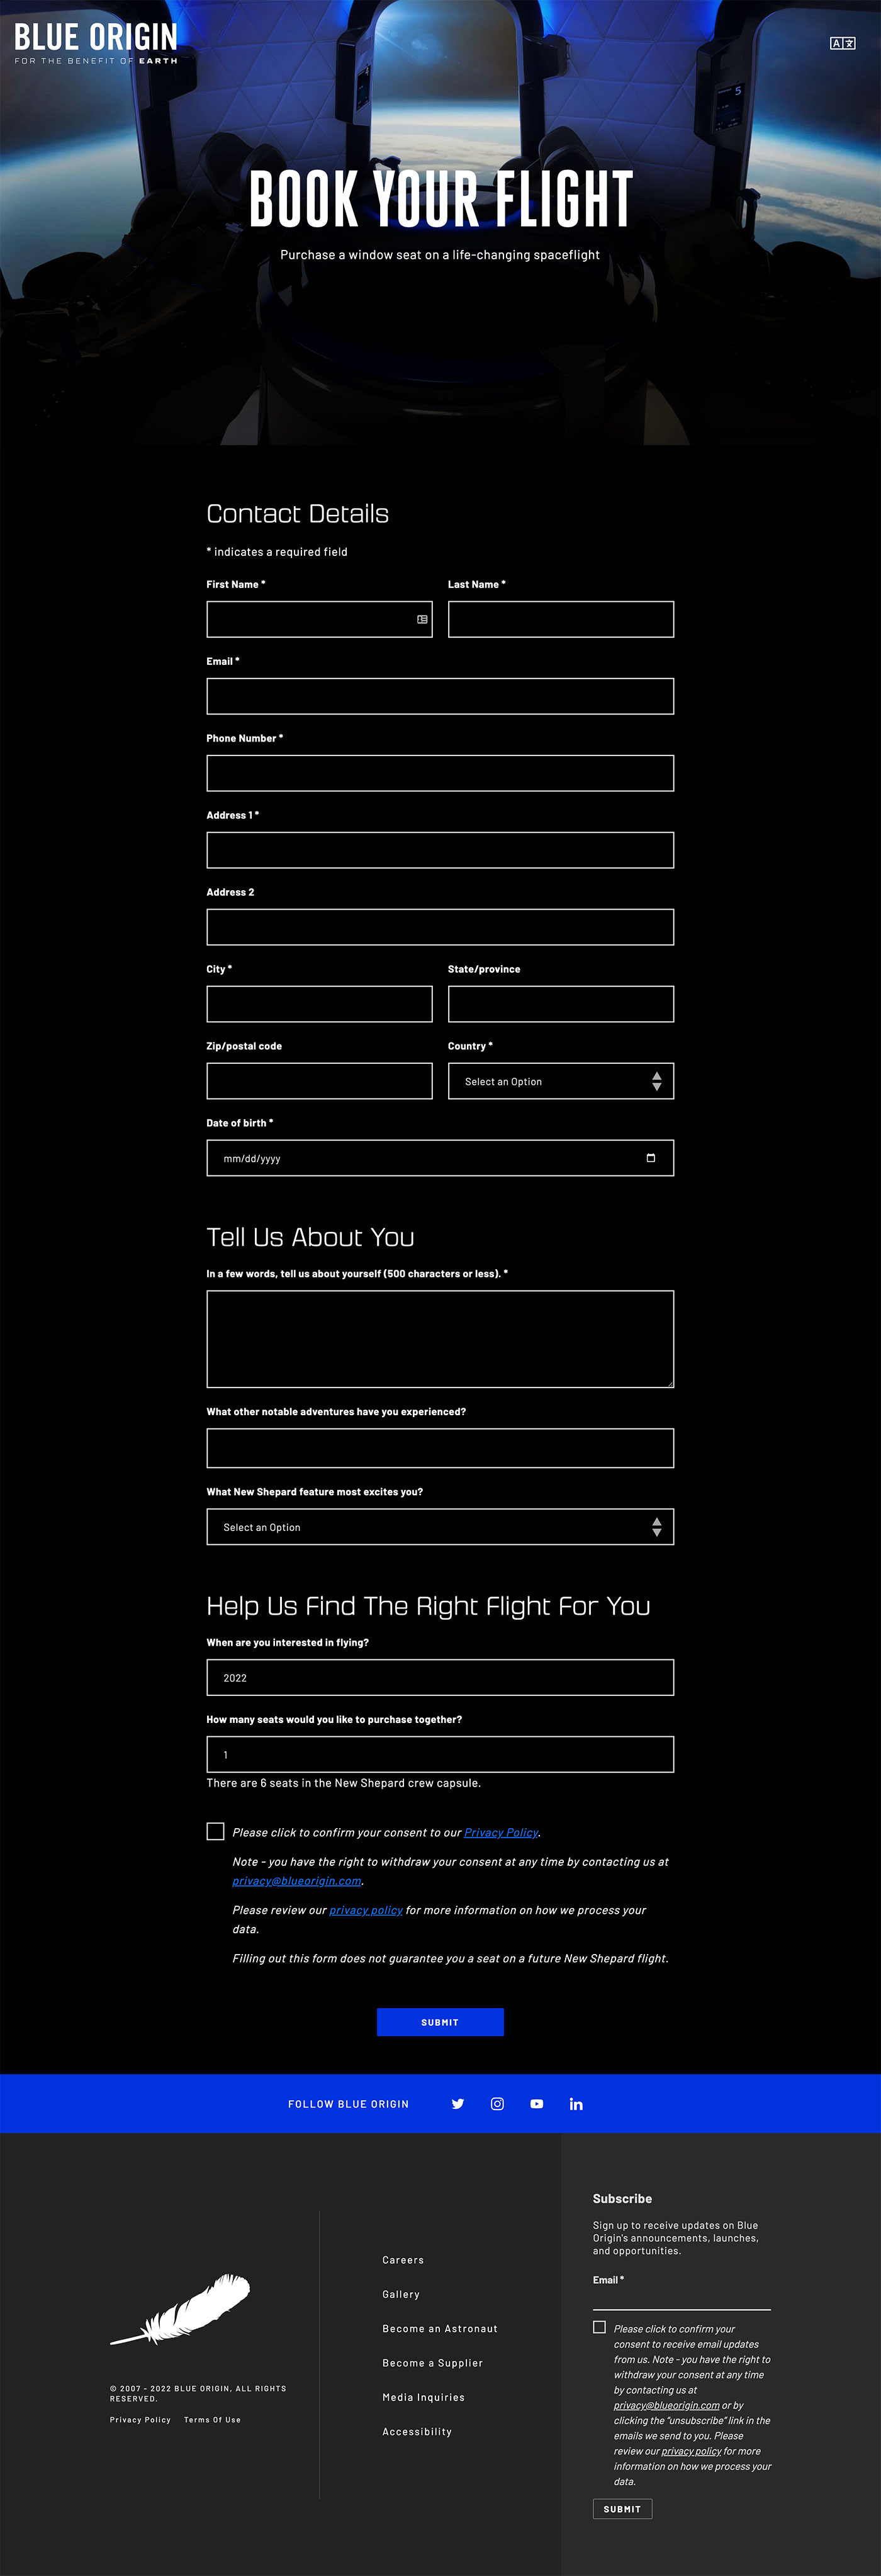 BLUE ORIGIN
FOR THE BENEFIT OF EARTH
A
5
BOOK YOUR FLIGHT
Purchase a window seat on a life-changing spaceflight
Contact Details
* indicates a required field
First Name *
Last Name *
Email *
Phone Number *
Address 1 *
Address 2
City *
State/province
Zip/postal code
Country *
Select an Option
Date of birth *
mm/dd/yyyy
Tell Us About You
In a few words, tell us about yourself (500 characters or less). *
What other notable adventures have you experienced?
What New Shepard feature most excites you?
Select an Option
Help Us Find The Right Flight For You
When are you interested in flying?
2022
How many seats would you like to purchase together?
1
There are 6 seats in the New Shepard crew capsule.
Please click to confirm your consent to our Privacy Policy.
Note - you have the right to withdraw your consent at any time by contacting us at
privacy@blueorigin.com.
Please review our privacy policy for more information on how we process your
data.
Filling out this form does not guarantee you a seat on a future New Shepard flight.
SUBMIT
FOLLOW BLUE ORIGIN
in
© 2007 - 2022 BLUE ORIGIN, ALL RIGHTS
RESERVED.
Privacy Policy Terms Of Use
Careers
Gallery
Become an Astronaut
Become a Supplier
Media Inquiries
Accessibility
Subscribe
Sign up to receive updates on Blue
Origin's announcements, launches,
and opportunities.
Email *
Please click to confirm your
consent to receive email updates
from us. Note - you have the right to
withdraw your consent at any time
by contacting us at
privacy@blueorigin.com or by
clicking the "unsubscribe" link in the
emails we send to you. Please
review our privacy policy for more
information on how we process your
data.
SUBMIT